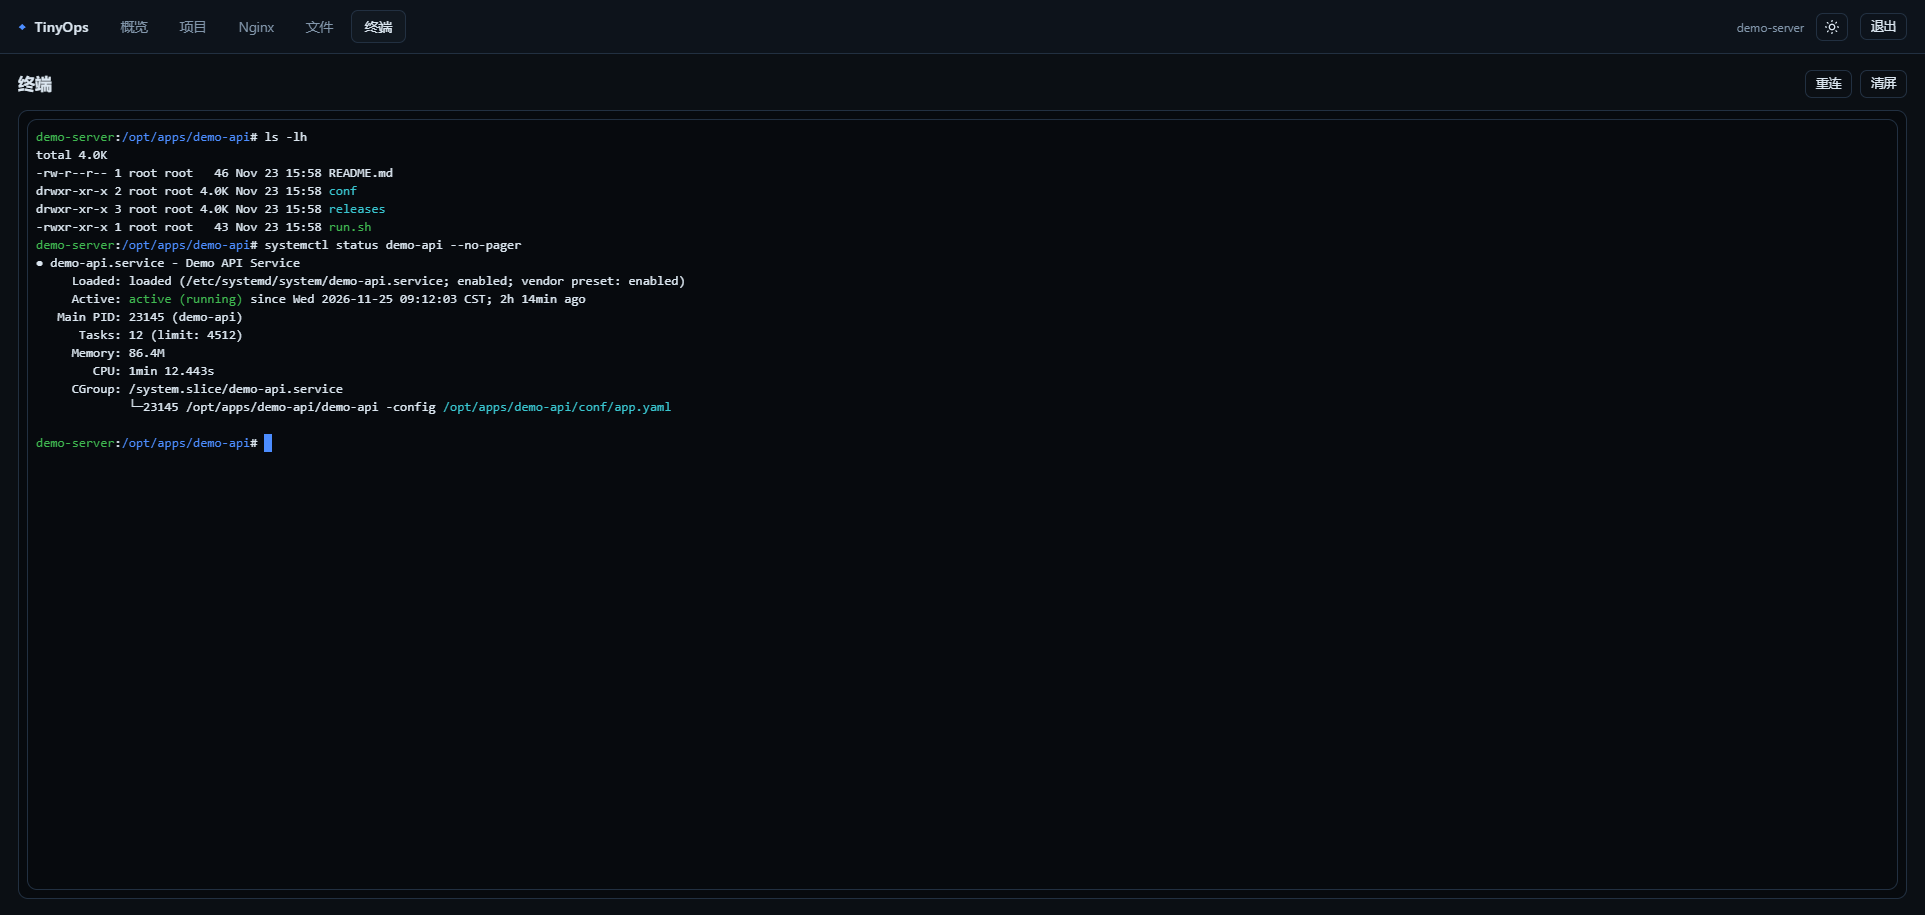 TinyOps 概览 项目 Nginx 文件 终端 demo-server 退出
终端 重连 清屏
demo-server:/opt/apps/demo-api# ls -lh
total 4.0K
-rw-r--r-- 1 root root   46 Nov 23 15:58 README.md
drwxr-xr-x 2 root root 4.0K Nov 23 15:58 conf
drwxr-xr-x 3 root root 4.0K Nov 23 15:58 releases
-rwxr-xr-x 1 root root   43 Nov 23 15:58 run.sh
demo-server:/opt/apps/demo-api# systemctl status demo-api --no-pager
● demo-api.service - Demo API Service
     Loaded: loaded (/etc/systemd/system/demo-api.service; enabled; vendor preset: enabled)
     Active: active (running) since Wed 2026-11-25 09:12:03 CST; 2h 14min ago
   Main PID: 23145 (demo-api)
      Tasks: 12 (limit: 4512)
     Memory: 86.4M
        CPU: 1min 12.443s
     CGroup: /system.slice/demo-api.service
             └─23145 /opt/apps/demo-api/demo-api -config /opt/apps/demo-api/conf/app.yaml
demo-server:/opt/apps/demo-api#